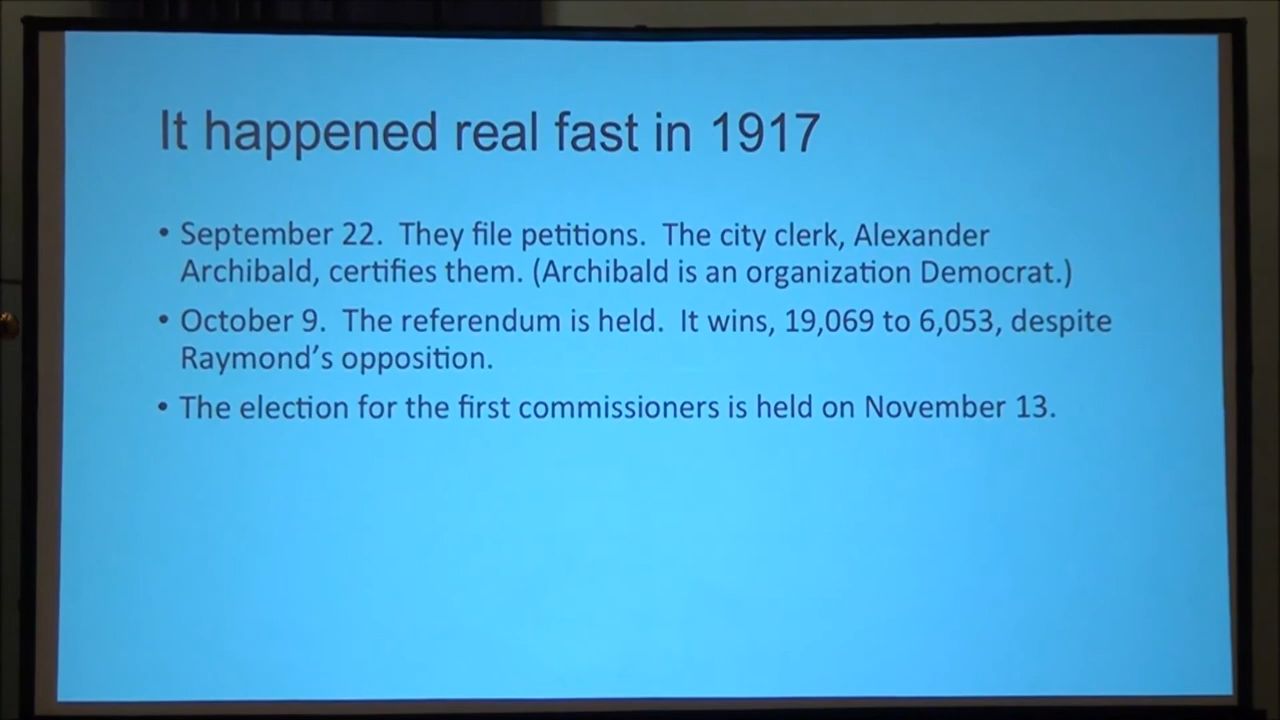 It happened real fast in 1917
• September 22.  They file petitions.  The city clerk, Alexander
Archibald, certifies them. (Archibald is an organization Democrat.)
• October 9.  The referendum is held.  It wins, 19,069 to 6,053, despite
Raymond’s opposition.
• The election for the first commissioners is held on November 13.